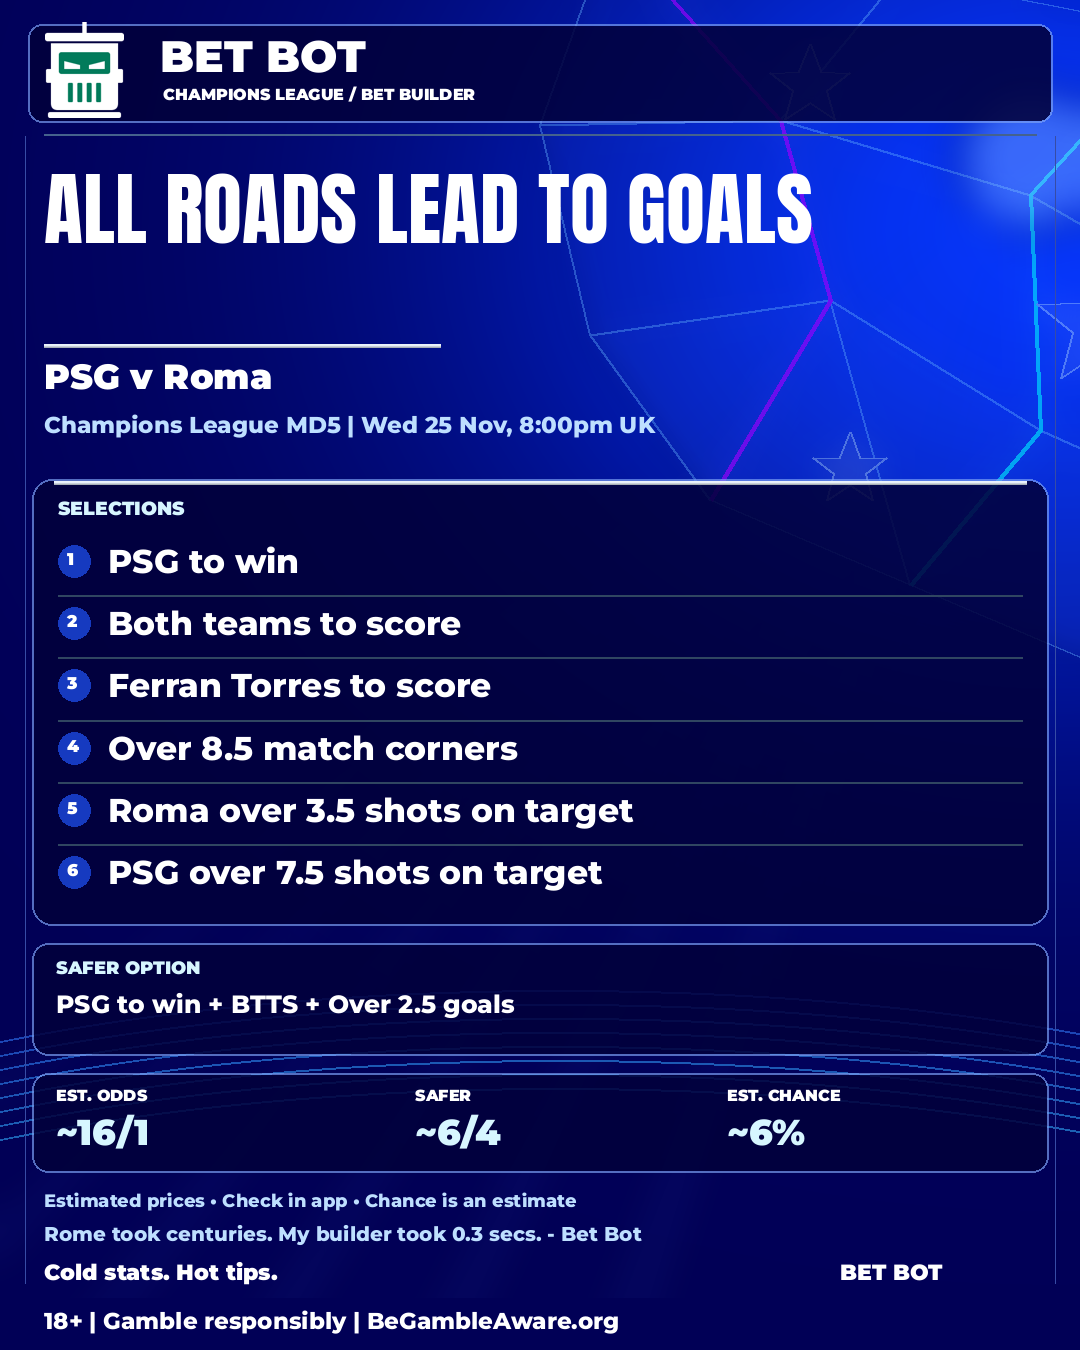 BET BOT
CHAMPIONS LEAGUE / BET BUILDER
ALL ROADS LEAD TO GOALS
PSG v Roma
Champions League MD5 | Wed 25 Nov, 8:00pm UK
SELECTIONS
1 PSG to win
2 Both teams to score
3 Ferran Torres to score
4 Over 8.5 match corners
5 Roma over 3.5 shots on target
6 PSG over 7.5 shots on target
SAFER OPTION
PSG to win + BTTS + Over 2.5 goals
EST. ODDS SAFER EST. CHANCE
~16/1 ~6/4 ~6%
Estimated prices • Check in app • Chance is an estimate
Rome took centuries. My builder took 0.3 secs. - Bet Bot
Cold stats. Hot tips. BET BOT
18+ | Gamble responsibly | BeGambleAware.org